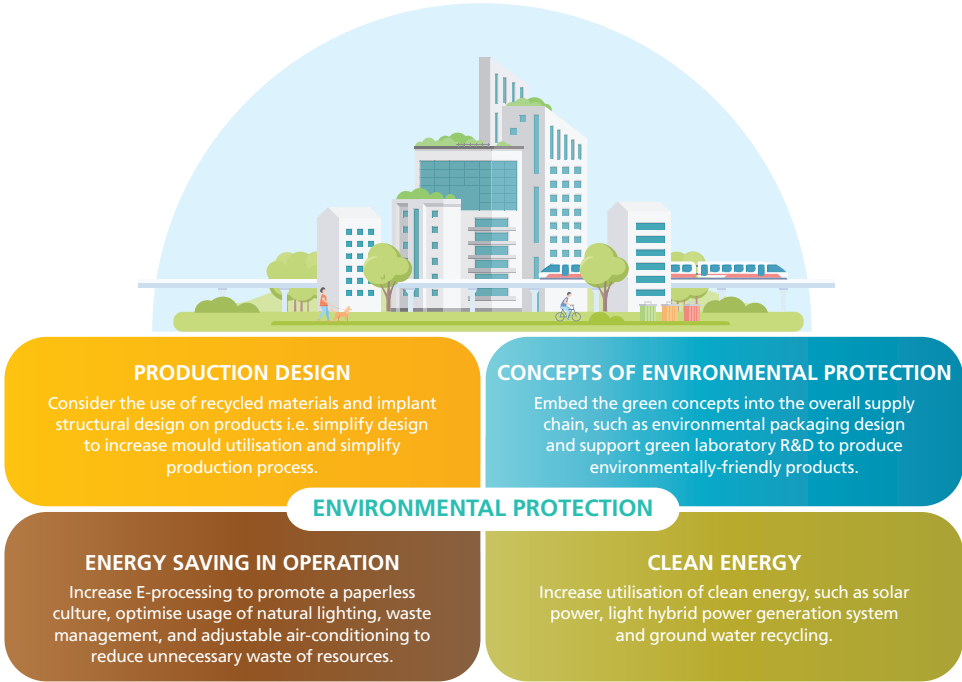 PRODUCTION DESIGN
Consider the use of recycled materials and implant
structural design on products i.e. simplify design
to increase mould utilisation and simplify
production process.
CONCEPTS OF ENVIRONMENTAL PROTECTION
Embed the green concepts into the overall supply
chain, such as environmental packaging design
and support green laboratory R&D to produce
environmentally-friendly products.
ENVIRONMENTAL PROTECTION
ENERGY SAVING IN OPERATION
Increase E-processing to promote a paperless
culture, optimise usage of natural lighting, waste
management, and adjustable air-conditioning to
reduce unnecessary waste of resources.
CLEAN ENERGY
Increase utilisation of clean energy, such as solar
power, light hybrid power generation system
and ground water recycling.